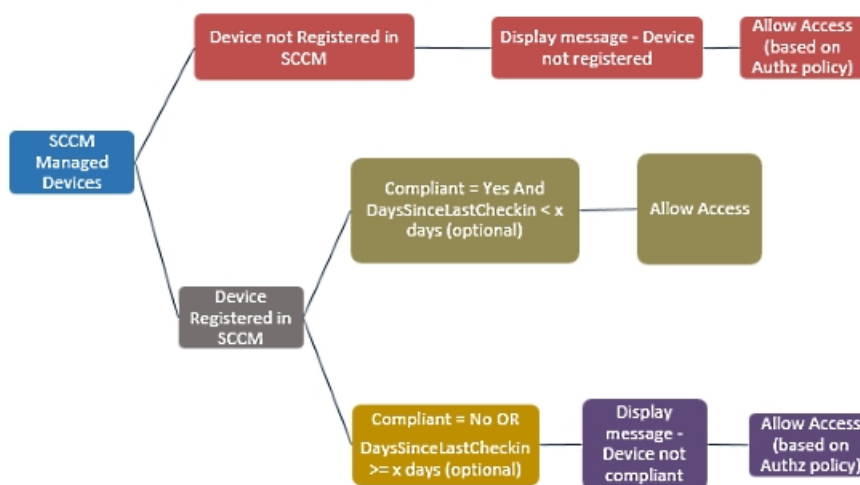 Device not Registered in
SCCM
Display message - Device
not registered
Allow Access
(based on
Authz policy)
SCCM
Managed
Devices
Compliant = Yes And
DaysSinceLastCheckin < x
days (optional)
Allow Access
Device
Registered in
SCCM
Compliant = No OR
DaysSinceLastCheckin
>= x days (optional)
Display
message -
Device not
compliant
Allow Access
(based on
Authz policy)